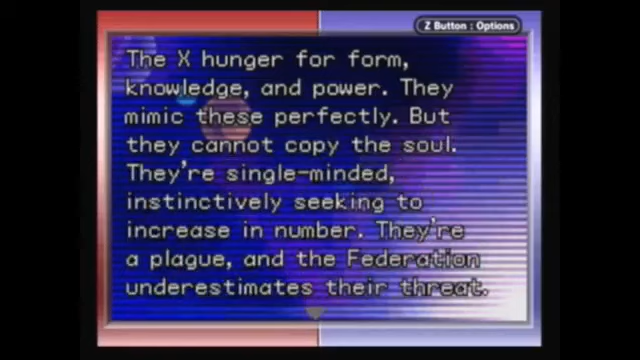 Z Button : Options
The X hunger for form,
knowledge, and power. They
mimic these perfectly. But
they cannot copy the soul.
They're single-minded,
instinctively seeking to
increase in number. They're
a plague, and the Federation
underestimates their threat.